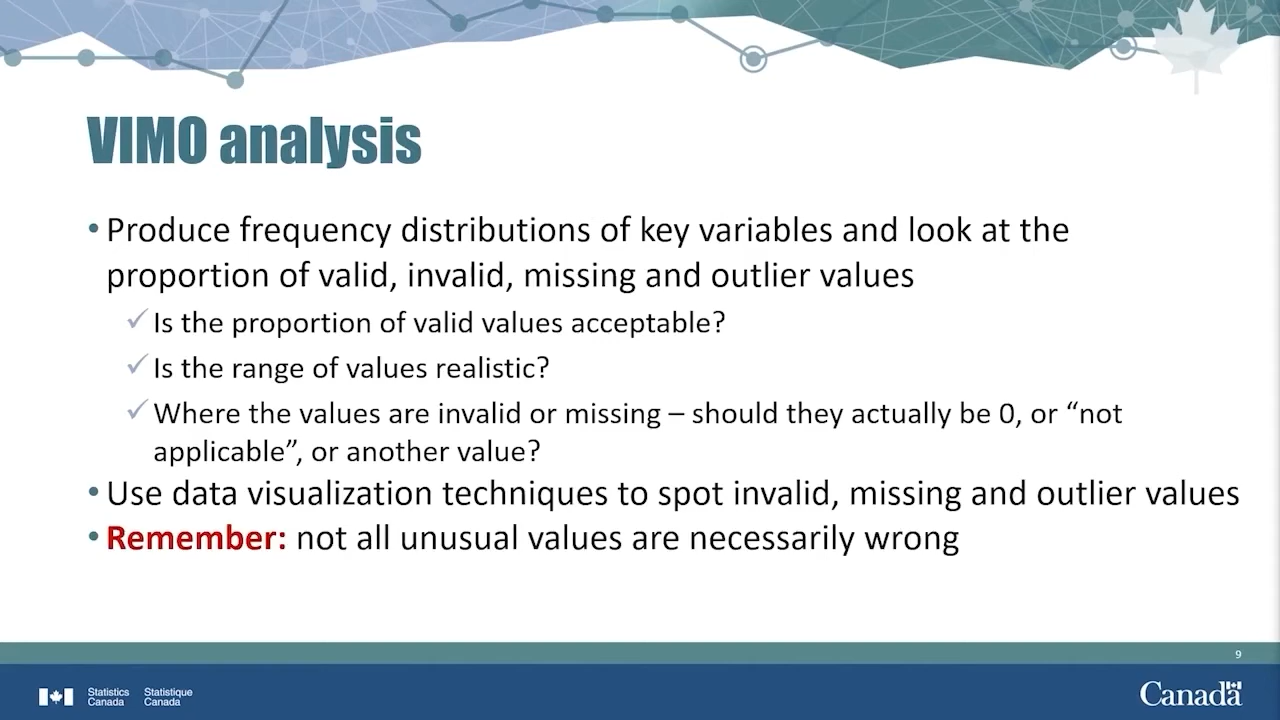 VIMO analysis
• Produce frequency distributions of key variables and look at the
proportion of valid, invalid, missing and outlier values
✓ Is the proportion of valid values acceptable?
✓ Is the range of values realistic?
✓ Where the values are invalid or missing – should they actually be 0, or “not
applicable”, or another value?
• Use data visualization techniques to spot invalid, missing and outlier values
• Remember: not all unusual values are necessarily wrong
9
Statistics Statistique
Canada Canada
Canada